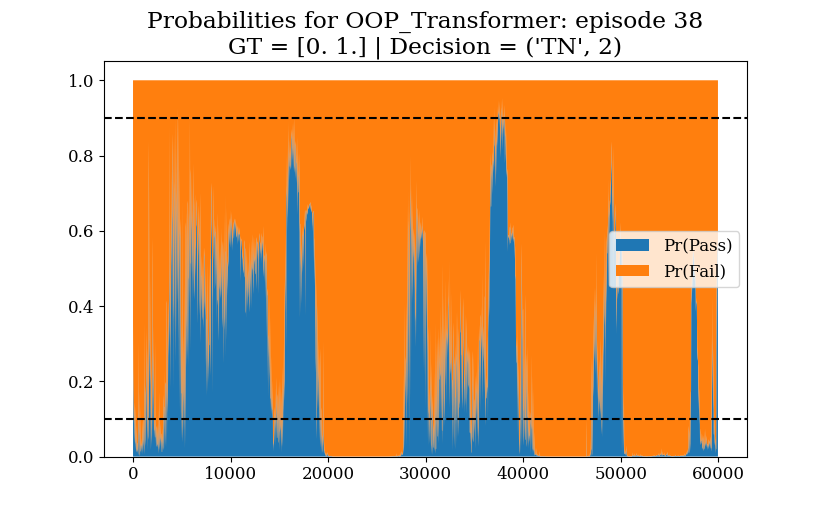 Probabilities for OOP_Transformer: episode 38
GT = [0. 1.] | Decision = ('TN', 2)
1.0
0.8
0.6
0.4
0.2
0.0
Pr(Pass)
Pr(Fail)
0 10000 20000 30000 40000 50000 60000